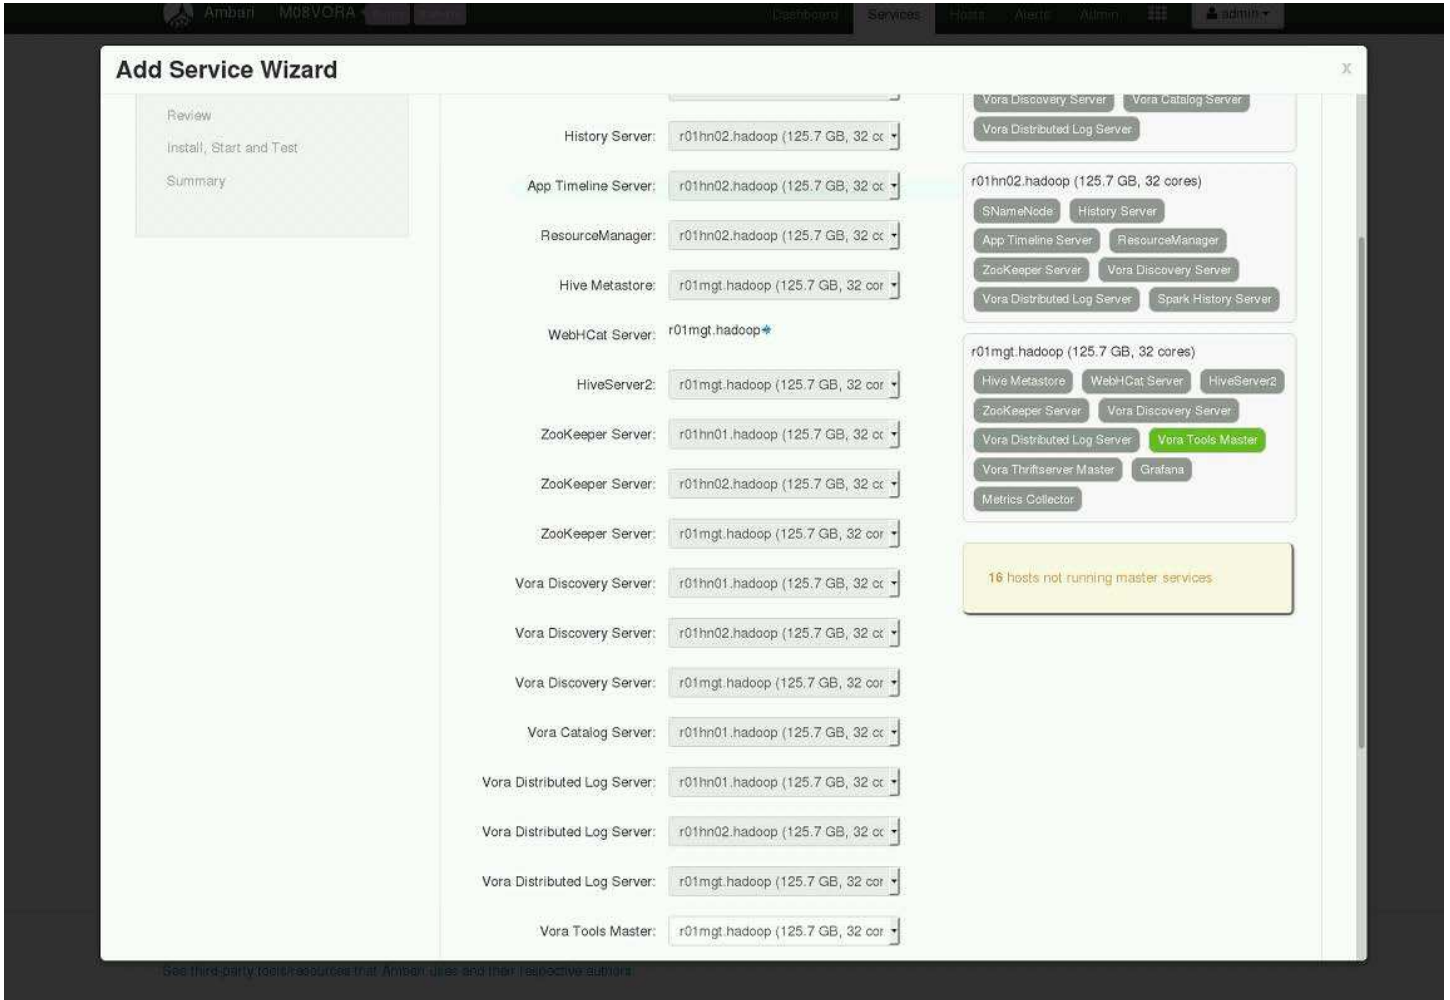 Ambari M08VORA
Dashboard Services Hosts Alerts Admin admin
Add Service Wizard
X
Review
Install, Start and Test
Summary
History Server: r01hn02.hadoop (125.7 GB, 32 cc
App Timeline Server: r01hn02.hadoop (125.7 GB, 32 cc
ResourceManager: r01hn02.hadoop (125.7 GB, 32 cc
Hive Metastore: r01mgt.hadoop (125.7 GB, 32 cor
WebHCat Server: r01mgt.hadoop
HiveServer2: r01mgt.hadoop (125.7 GB, 32 cor
ZooKeeper Server: r01hn01.hadoop (125.7 GB, 32 cc
ZooKeeper Server: r01hn02.hadoop (125.7 GB, 32 cc
ZooKeeper Server: r01mgt.hadoop (125.7 GB, 32 cor
Vora Discovery Server: r01hn01.hadoop (125.7 GB, 32 cc
Vora Discovery Server: r01hn02.hadoop (125.7 GB, 32 cc
Vora Discovery Server: r01mgt.hadoop (125.7 GB, 32 cor
Vora Catalog Server: r01hn01.hadoop (125.7 GB, 32 cc
Vora Distributed Log Server: r01hn01.hadoop (125.7 GB, 32 cc
Vora Distributed Log Server: r01hn02.hadoop (125.7 GB, 32 cc
Vora Distributed Log Server: r01mgt.hadoop (125.7 GB, 32 cor
Vora Tools Master: r01mgt.hadoop (125.7 GB, 32 cor
Vora Discovery Server Vora Catalog Server
Vora Distributed Log Server
r01hn02.hadoop (125.7 GB, 32 cores)
SNameNode History Server
App Timeline Server ResourceManager
ZooKeeper Server Vora Discovery Server
Vora Distributed Log Server Spark History Server
r01mgt.hadoop (125.7 GB, 32 cores)
Hive Metastore WebHCat Server HiveServer2
ZooKeeper Server Vora Discovery Server
Vora Distributed Log Server Vora Tools Master
Vora Thriftserver Master Grafana
Metrics Collector
16 hosts not running master services
See third-party tools/resources that Ambari uses and their respective authors